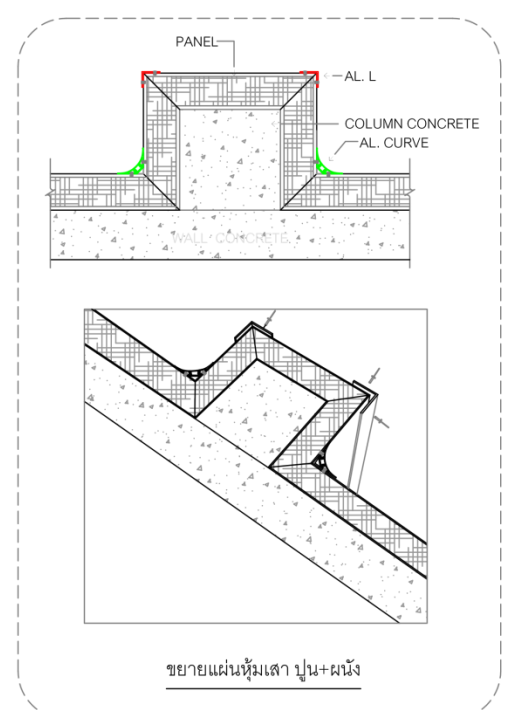 PANEL
AL. L
COLUMN CONCRETE
AL. CURVE
WALL CONCRETE
ขยายแผ่นหุ้มเสา ปูน+ผนัง